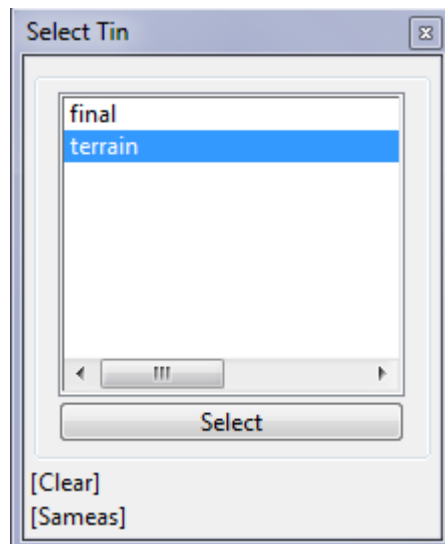 Select Tin
final
terrain
Select
[Clear]
[Sameas]